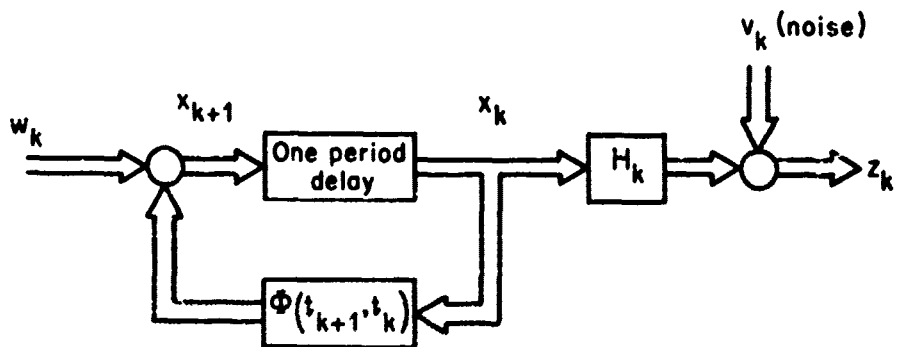 v_k (noise)
w_k
x_{k+1}
x_k
One period
delay
H_k
z_k
Φ(t_{k+1}, t_k)